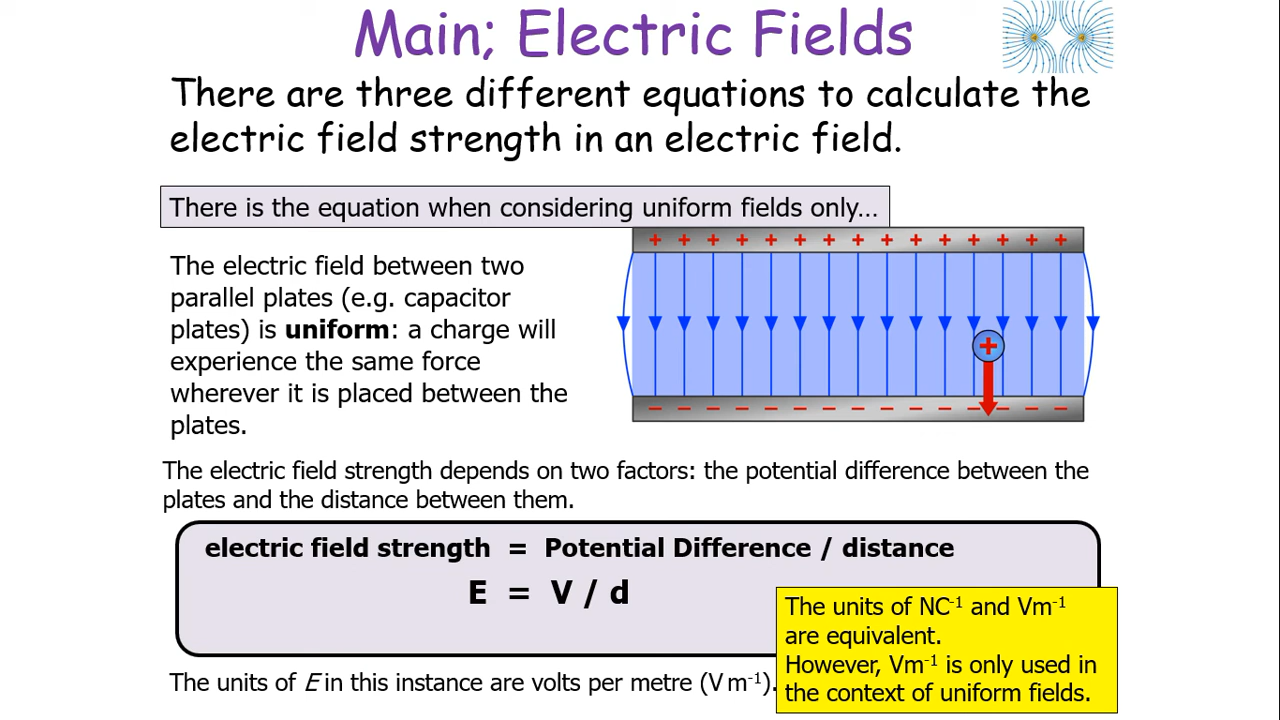 Main; Electric Fields
There are three different equations to calculate the
electric field strength in an electric field.
There is the equation when considering uniform fields only...
+ + + + + + + + + + + + + + +
The electric field between two
parallel plates (e.g. capacitor
plates) is uniform: a charge will
experience the same force
wherever it is placed between the
plates.
+
− − − − − − − − − − − − − − −
The electric field strength depends on two factors: the potential difference between the
plates and the distance between them.
electric field strength = Potential Difference / distance
E = V / d
The units of E in this instance are volts per metre (V m⁻¹).
The units of NC⁻¹ and Vm⁻¹
are equivalent.
However, Vm⁻¹ is only used in
the context of uniform fields.